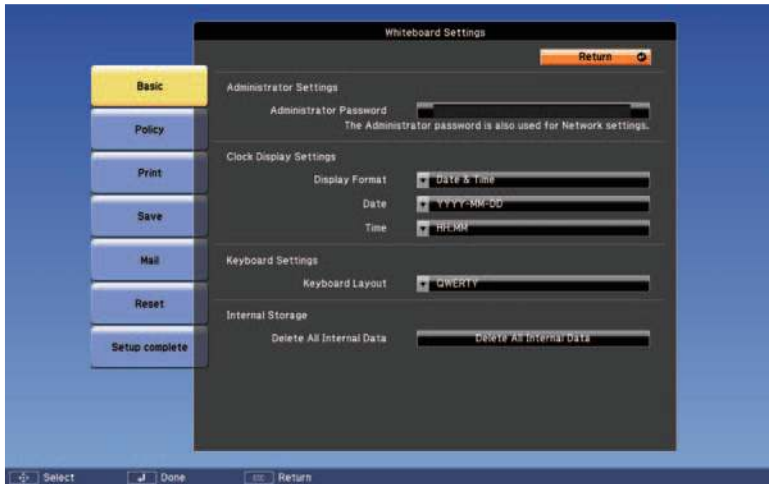 Whiteboard Settings
Return
Basic
Policy
Print
Save
Mail
Reset
Setup complete
Administrator Settings
Administrator Password
The Administrator password is also used for Network settings.
Clock Display Settings
Display Format Date & Time
Date YYYY-MM-DD
Time HH:MM
Keyboard Settings
Keyboard Layout QWERTY
Internal Storage
Delete All Internal Data Delete All Internal Data
Select Done ESC Return